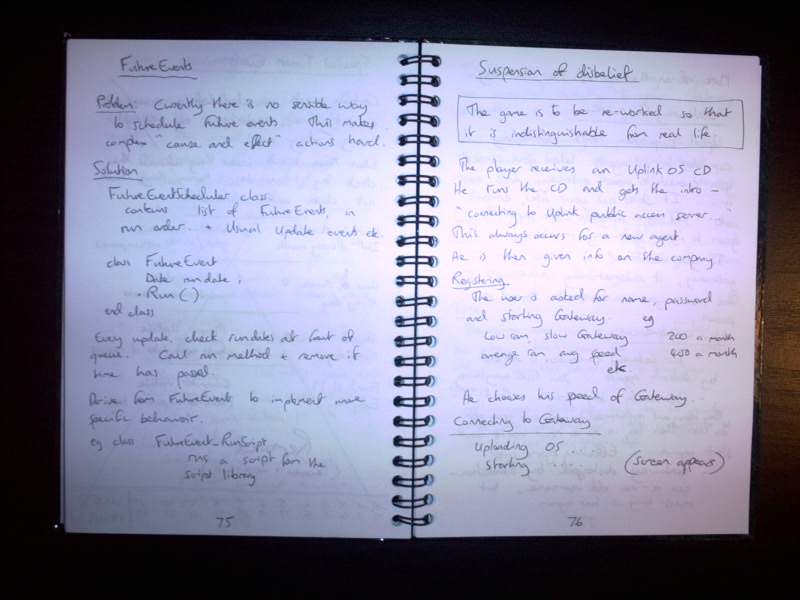 FutureEvents
Problem: Currently there is no sensible way
to schedule Future events. This makes
complex "cause and effect" actions hard.
Solution
FutureEventScheduler class
contains list of FutureEvents, in
run order. + Usual Update events etc.
class FutureEvent
Date rundate;
Run( )
end class
Every update, check rundates at front of
queue. Call run method + remove if
time has passed.
Derive from FutureEvents to implement more
specific behavior.
eg class FutureEvent_RunScript
runs a script from the
script library
75
Suspension of disbelief
The game is to be re-worked so that
it is indistinguishable from real life.
The player receives an Uplink OS CD
He runs the CD and gets the intro -
"connecting to Uplink public access server..."
This always occurs for a new agent.
He is then given info on the company
Registering
The user is asked for name, password
and starting Gateway. eg
Low ram, slow Gateway 200 a month
average ram, avg speed 400 a month
etc
He chooses his speed of Gateway.
Connecting to Gateway
Uploading OS ...
starting ...
(screen appears)
76